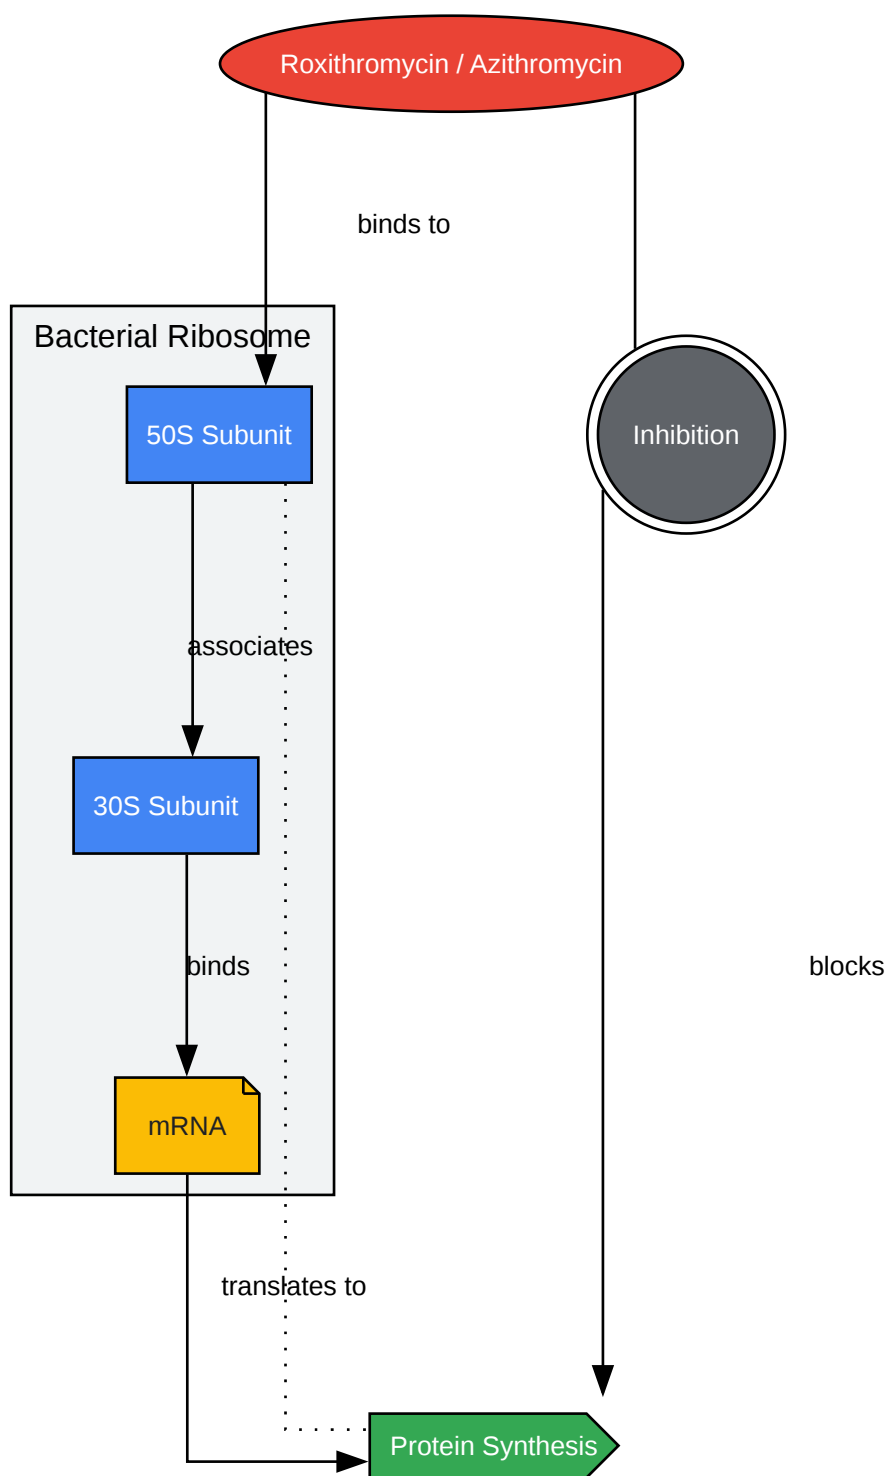 Roxithromycin / Azithromycin
binds to
Bacterial Ribosome
50S Subunit
Inhibition
associates
30S Subunit
binds
blocks
mRNA
translates to
Protein Synthesis